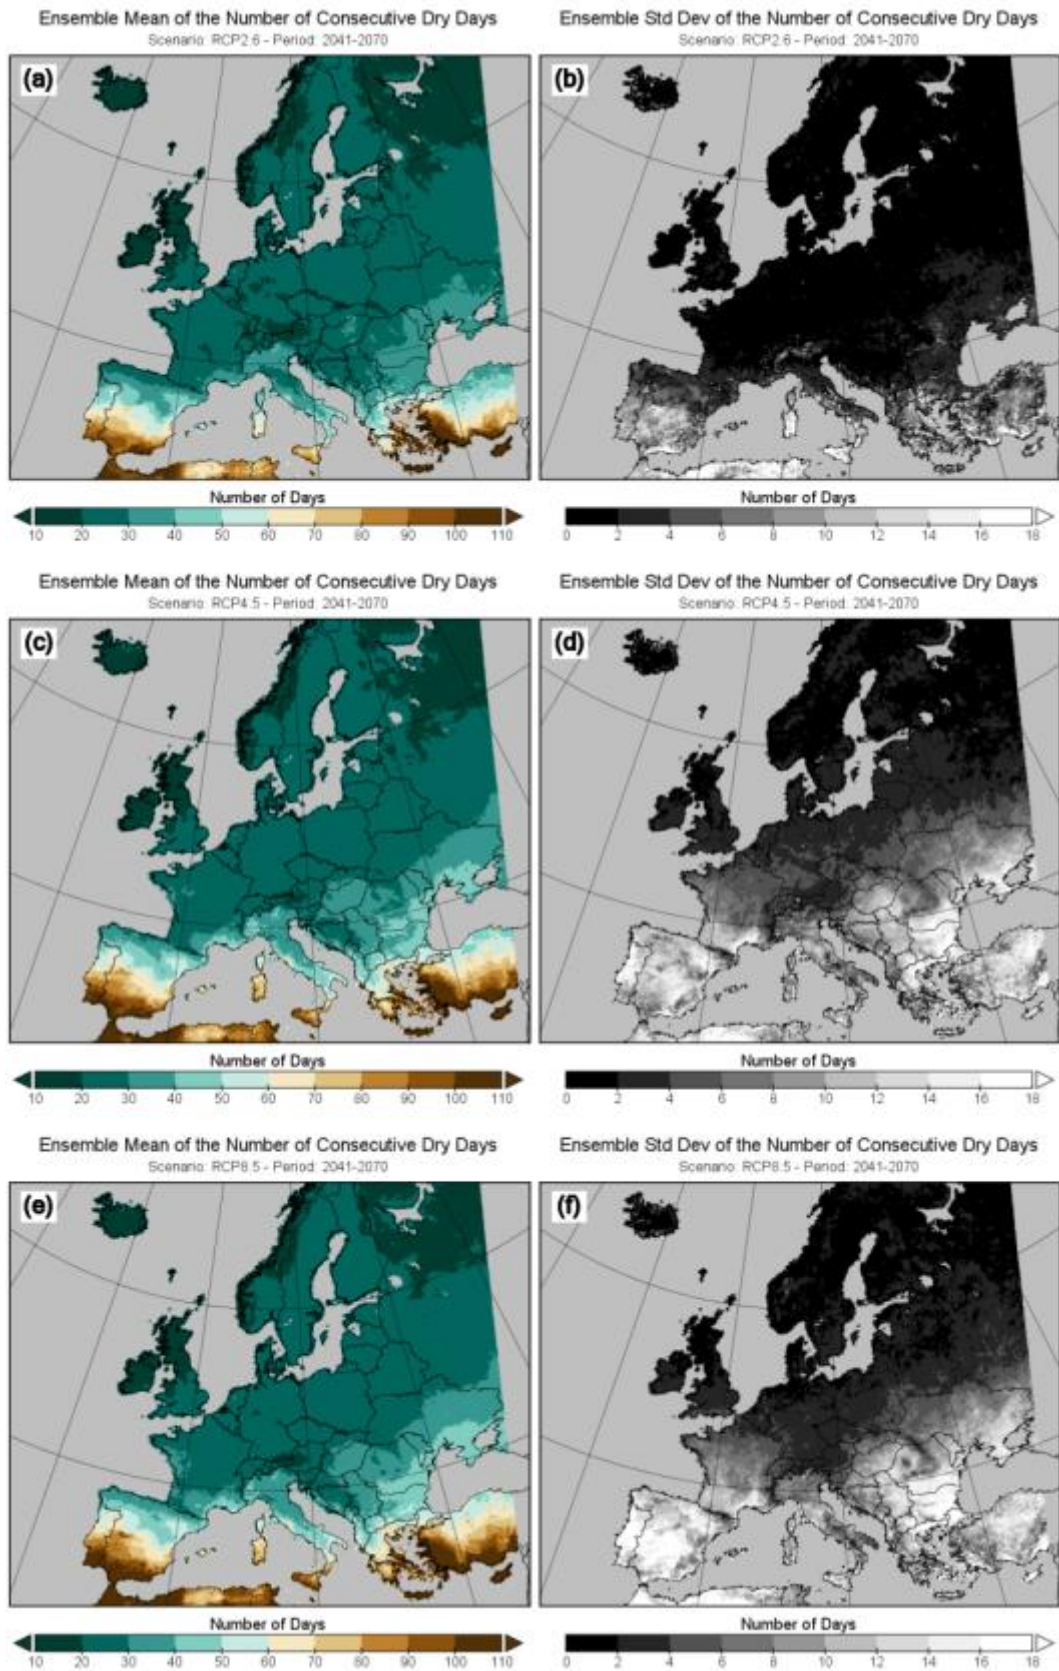 Ensemble Mean of the Number of Consecutive Dry Days
Scenario: RCP2.6 - Period: 2041-2070
(a)
Number of Days
10 20 30 40 50 60 70 80 90 100 110
Ensemble Std Dev of the Number of Consecutive Dry Days
Scenario: RCP2.6 - Period: 2041-2070
(b)
Number of Days
0 2 4 6 8 10 12 14 16 18
Ensemble Mean of the Number of Consecutive Dry Days
Scenario: RCP4.5 - Period: 2041-2070
(c)
Number of Days
10 20 30 40 50 60 70 80 90 100 110
Ensemble Std Dev of the Number of Consecutive Dry Days
Scenario: RCP4.5 - Period: 2041-2070
(d)
Number of Days
0 2 4 6 8 10 12 14 16 18
Ensemble Mean of the Number of Consecutive Dry Days
Scenario: RCP8.5 - Period: 2041-2070
(e)
Number of Days
10 20 30 40 50 60 70 80 90 100 110
Ensemble Std Dev of the Number of Consecutive Dry Days
Scenario: RCP8.5 - Period: 2041-2070
(f)
Number of Days
0 2 4 6 8 10 12 14 16 18